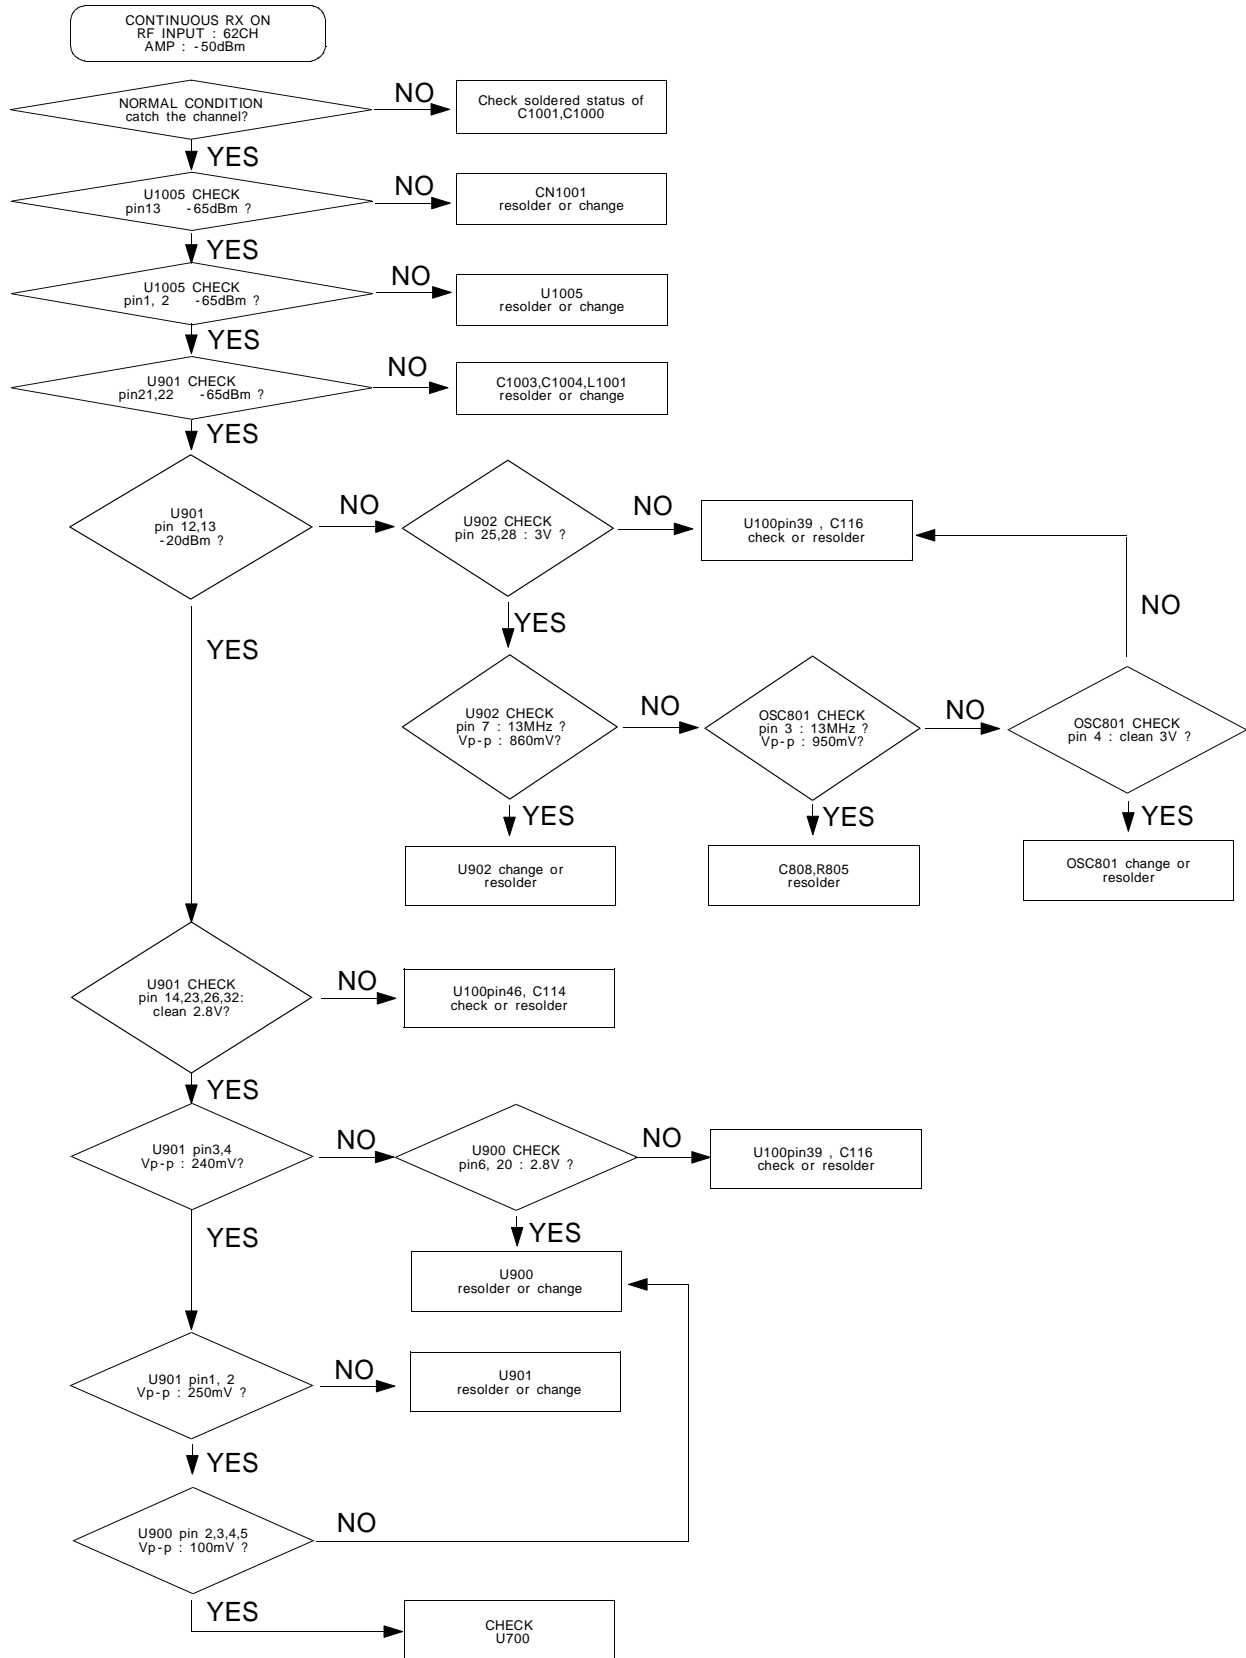 CONTINUOUS RX ON
RF INPUT : 62CH
AMP : -50dBm
NORMAL CONDITION
catch the channel?
NO
Check soldered status of
C1001,C1000
YES
U1005 CHECK
pin13 -65dBm ?
NO
CN1001
resolder or change
YES
U1005 CHECK
pin1, 2 -65dBm ?
NO
U1005
resolder or change
YES
U901 CHECK
pin21,22 -65dBm ?
NO
C1003,C1004,L1001
resolder or change
YES
U901
pin 12,13
-20dBm ?
NO
U902 CHECK
pin 25,28 : 3V ?
NO
U100pin39 , C116
check or resolder
NO
YES
YES
U902 CHECK
pin 7 : 13MHz ?
Vp-p : 860mV?
NO
OSC801 CHECK
pin 3 : 13MHz ?
Vp-p : 950mV?
NO
OSC801 CHECK
pin 4 : clean 3V ?
YES
YES
YES
U902 change or
resolder
C808,R805
resolder
OSC801 change or
resolder
U901 CHECK
pin 14,23,26,32:
clean 2.8V?
NO
U100pin46, C114
check or resolder
YES
U901 pin3,4
Vp-p : 240mV?
NO
U900 CHECK
pin6, 20 : 2.8V ?
NO
U100pin39 , C116
check or resolder
YES
YES
U900
resolder or change
U901 pin1, 2
Vp-p : 250mV ?
NO
U901
resolder or change
YES
U900 pin 2,3,4,5
Vp-p : 100mV ?
NO
YES
CHECK
U700